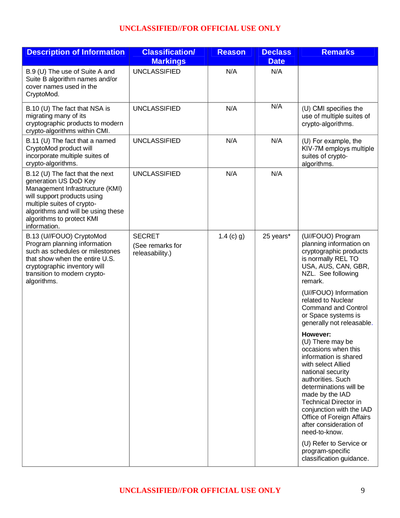 UNCLASSIFIED//FOR OFFICIAL USE ONLY
Description of Information
Classification/
Markings
Reason
Declass
Date
Remarks
B.9 (U) The use of Suite A and
Suite B algorithm names and/or
cover names used in the
CryptoMod.
UNCLASSIFIED
N/A
N/A
B.10 (U) The fact that NSA is
migrating many of its
cryptographic products to modern
crypto-algorithms within CMI.
UNCLASSIFIED
N/A
N/A
(U) CMI specifies the
use of multiple suites of
crypto-algorithms.
B.11 (U) The fact that a named
CryptoMod product will
incorporate multiple suites of
crypto-algorithms.
UNCLASSIFIED
N/A
N/A
(U) For example, the
KIV-7M employs multiple
suites of crypto-
algorithms.
B.12 (U) The fact that the next
generation US DoD Key
Management Infrastructure (KMI)
will support products using
multiple suites of crypto-
algorithms and will be using these
algorithms to protect KMI
information.
UNCLASSIFIED
N/A
N/A
B.13 (U//FOUO) CryptoMod
Program planning information
such as schedules or milestones
that show when the entire U.S.
cryptographic inventory will
transition to modern crypto-
algorithms.
SECRET
(See remarks for
releasability.)
1.4 (c) (g)
25 years*
(U//FOUO) Program
planning information on
cryptographic products
is normally REL TO
USA, AUS, CAN, GBR,
NZL. See following
remark.
(U//FOUO) Information
related to Nuclear
Command and Control
or Space systems is
generally not releasable.
However:
(U) There may be
occasions when this
information is shared
with select Allied
national security
authorities. Such
determinations will be
made by the IAD
Technical Director in
conjunction with the IAD
Office of Foreign Affairs
after consideration of
need-to-know.
(U) Refer to Service or
program-specific
classification guidance.
UNCLASSIFIED//FOR OFFICIAL USE ONLY
9